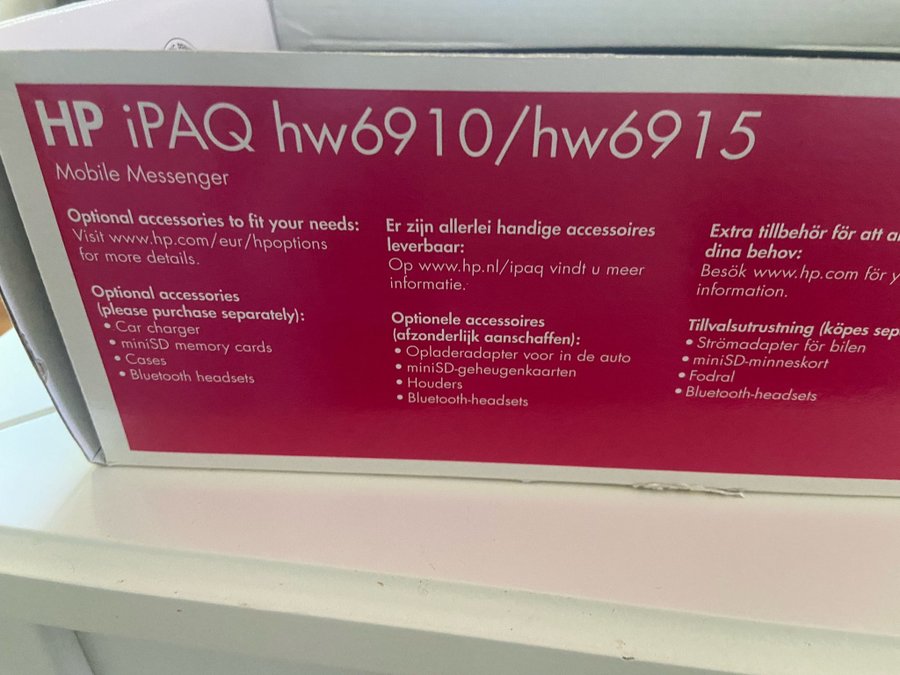 HP iPAQ hw6910/hw6915
Mobile Messenger
Optional accessories to fit your needs:
Visit www.hp.com/eur/hpoptions
for more details.
Optional accessories
(please purchase separately):
• Car charger
• miniSD memory cards
• Cases
• Bluetooth headsets
Er zijn allerlei handige accessoires
leverbaar:
Op www.hp.nl/ipaq vindt u meer
informatie.
Optionele accessoires
(afzonderlijk aanschaffen):
• Opladeradapter voor in de auto
• miniSD-geheugenkaarten
• Houders
• Bluetooth-headsets
Extra tillbehör för att
dina behov:
Besök www.hp.com för
information.
Tillvalsutrustning (köpes
• Strömadapter för bilen
• miniSD-minneskort
• Fodral
• Bluetooth-headsets